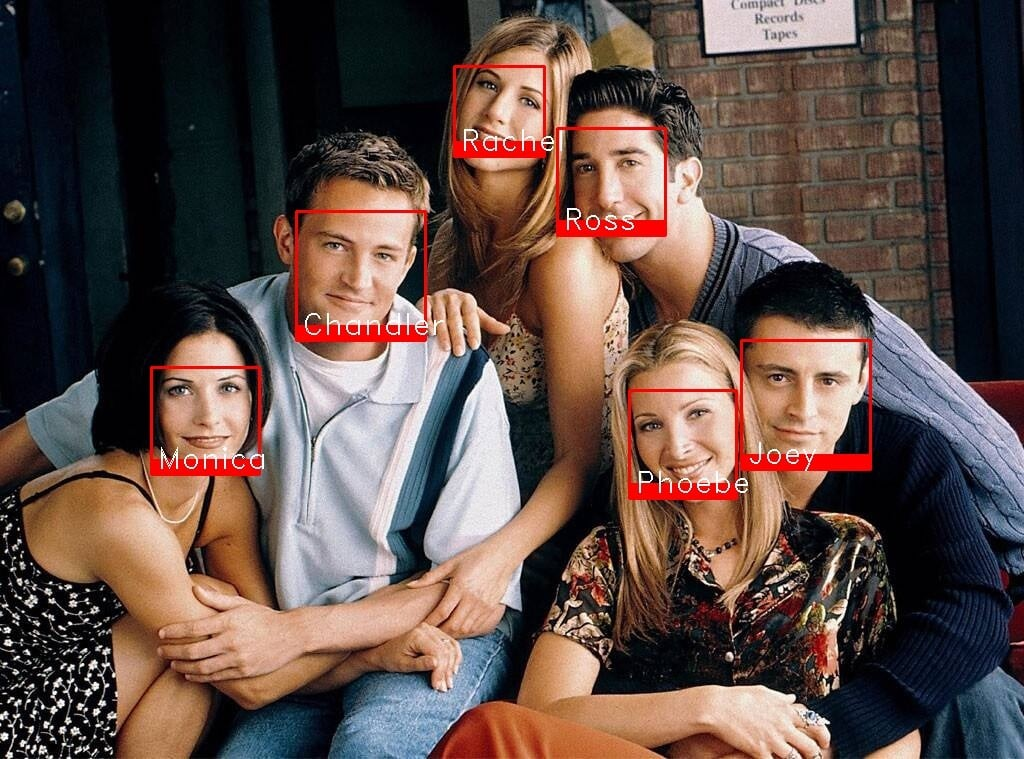 Compact Discs
Records
Tapes
Rachel
Ross
Chandler
Monica
Joey
Phoebe